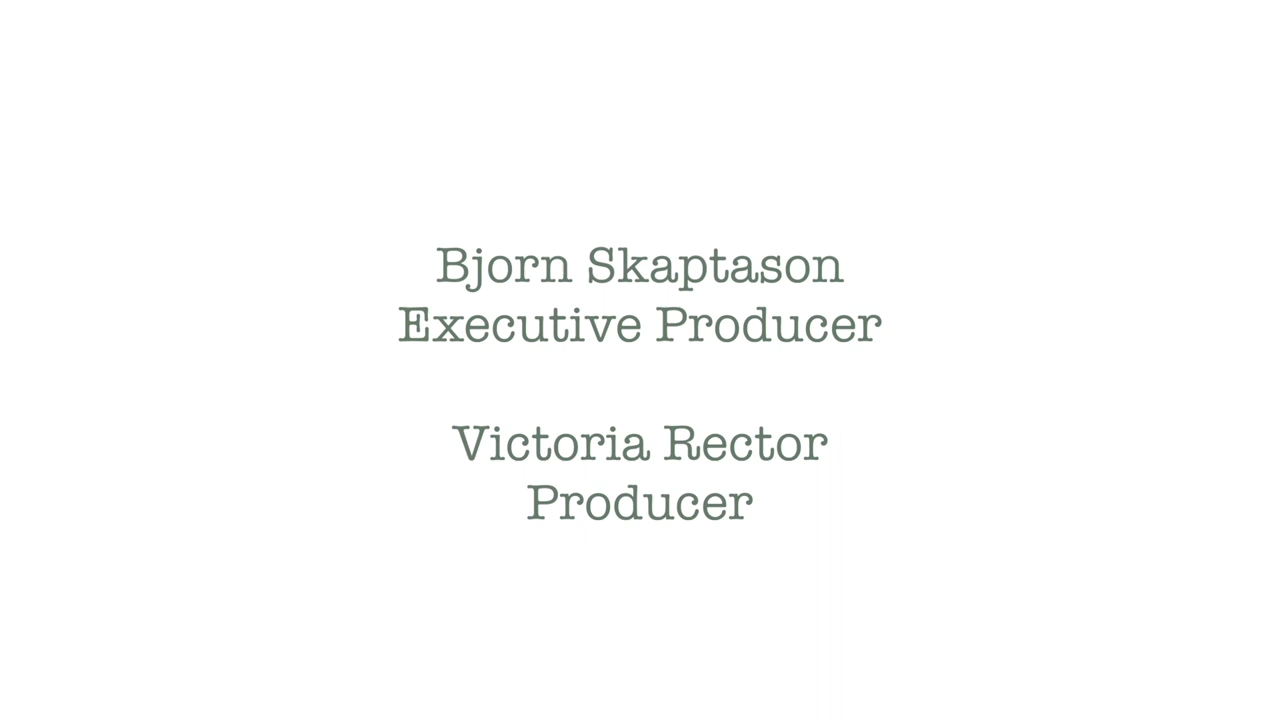 Bjorn Skaptason
Executive Producer
Victoria Rector
Producer